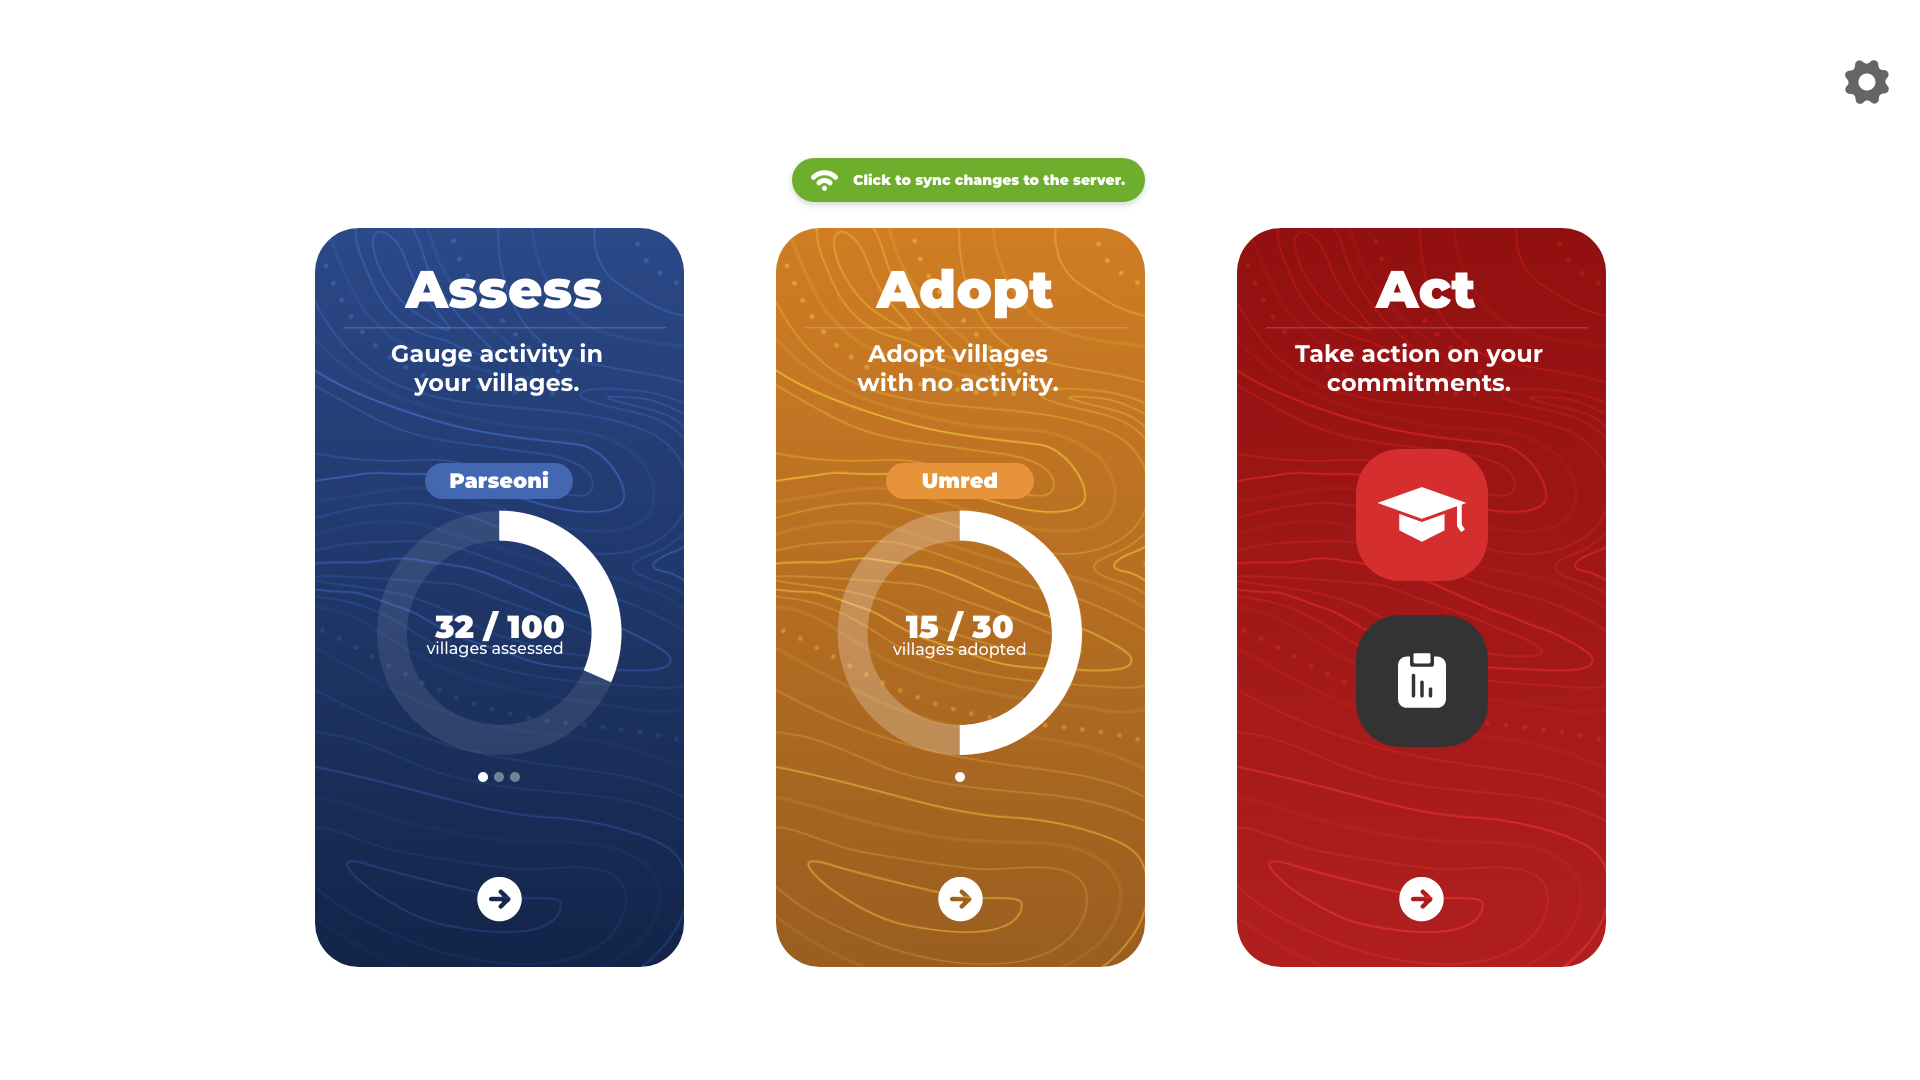 Click to sync changes to the server.
Assess
Gauge activity in
your villages.
Parseoni
32 / 100
villages assessed
Adopt
Adopt villages
with no activity.
Umred
15 / 30
villages adopted
Act
Take action on your
commitments.